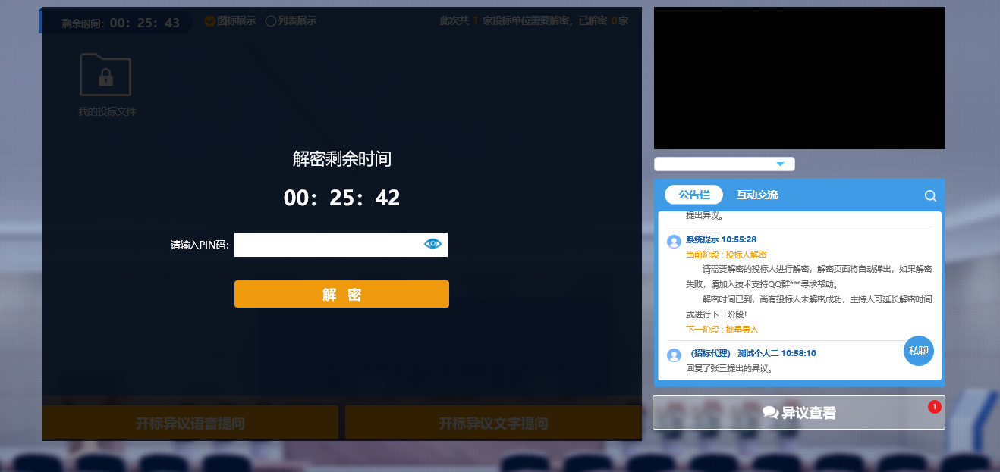 剩余时间：00：25：43
图标展示 列表展示
此次共 1 家投标单位需要解密，已解密 0 家
我的投标文件
解密剩余时间
00：25：42
请输入PIN码：
解 密
开标异议语音提问
开标异议文字提问
公告栏 互动交流
提出异议。
系统提示 10:55:28
当前阶段 : 投标人解密
请需要解密的投标人进行解密，解密页面将自动弹出，如果解密
失败，请加入技术支持QQ群***寻求帮助。
解密时间已到，尚有投标人未解密成功，主持人可延长解密时间
或进行下一阶段！
下一阶段 : 批量导入
（招标代理） 测试个人二 10:58:10
回复了张三提出的异议。
私聊
异议查看
1